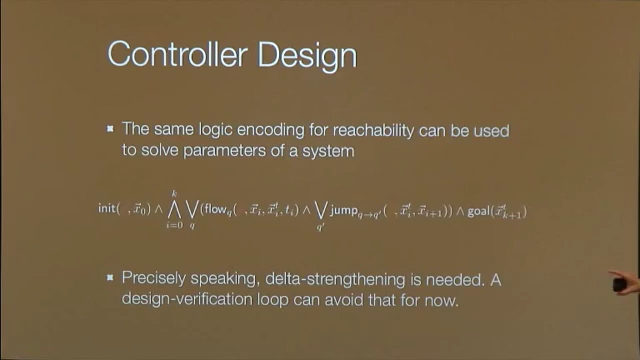 Controller Design
The same logic encoding for reachability can be used
to solve parameters of a system
init( , x⃗₀) ∧ ⋀ᵢ₌₀ᵏ ⋁_q (flow_q( , x⃗ᵢ, x⃗ᵢᵗ, tᵢ) ∧ ⋁_q' jump_q→q'( , x⃗ᵢᵗ, x⃗ᵢ₊₁)) ∧ goal(x⃗ᵗₖ₊₁)
Precisely speaking, delta-strengthening is needed. A
design-verification loop can avoid that for now.